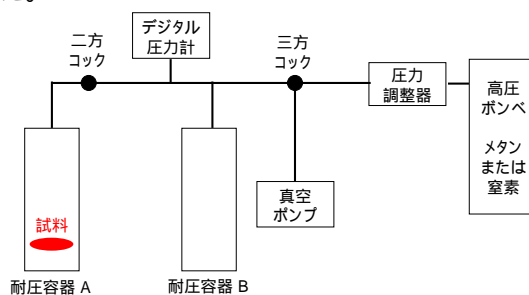 二方
コック
デジタル
圧力計
三方
コック
圧力
調整器
高圧
ボンベ
メタン
または
窒素
試料
真空
ポンプ
耐圧容器 A
耐圧容器 B